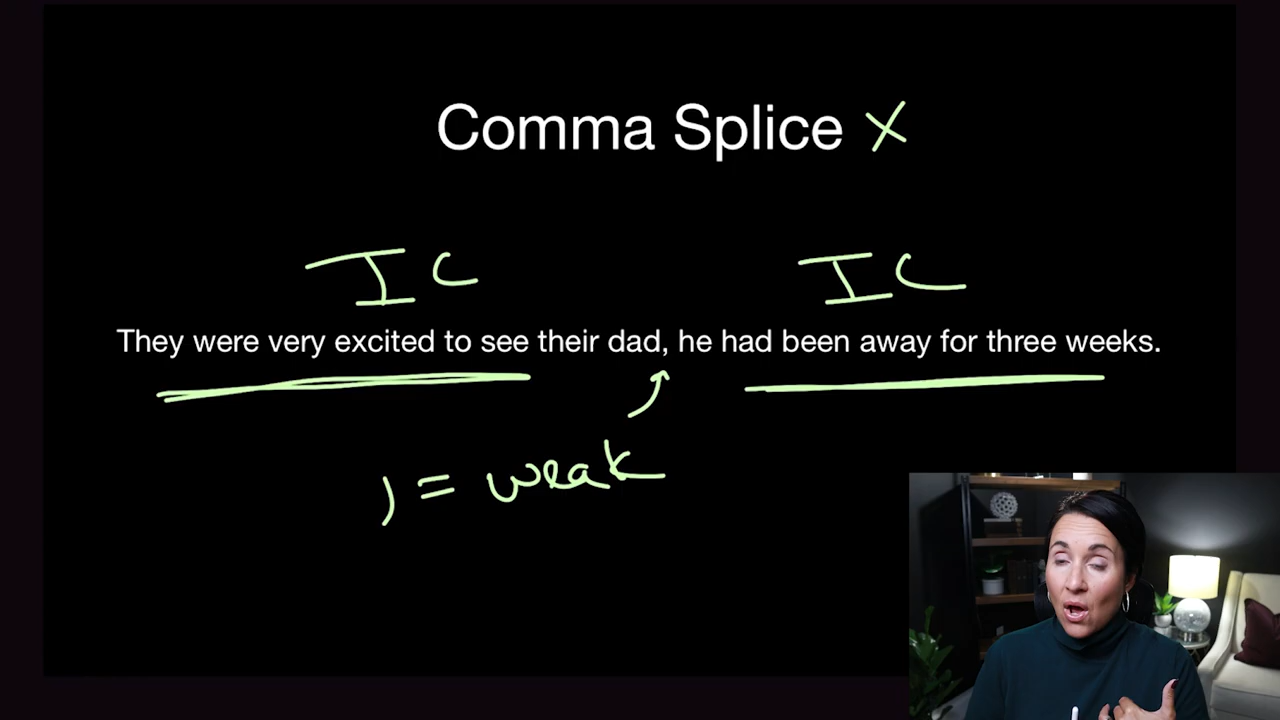 Comma Splice X
IC IC
They were very excited to see their dad, he had been away for three weeks.
, = weak